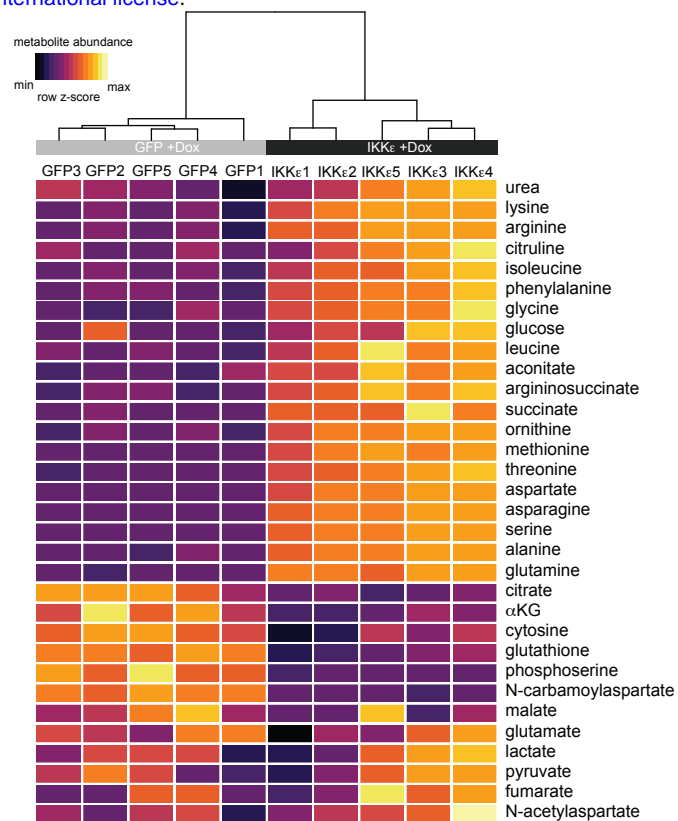 nternational license.
metabolite abundance
min
max
row z-score
GFP +Dox
IKKε +Dox
GFP3 GFP2 GFP5 GFP4 GFP1 IKKε1 IKKε2 IKKε5 IKKε3 IKKε4
urea
lysine
arginine
citruline
isoleucine
phenylalanine
glycine
glucose
leucine
aconitate
argininosuccinate
succinate
ornithine
methionine
threonine
aspartate
asparagine
serine
alanine
glutamine
citrate
αKG
cytosine
glutathione
phosphoserine
N-carbamoylaspartate
malate
glutamate
lactate
pyruvate
fumarate
N-acetylaspartate